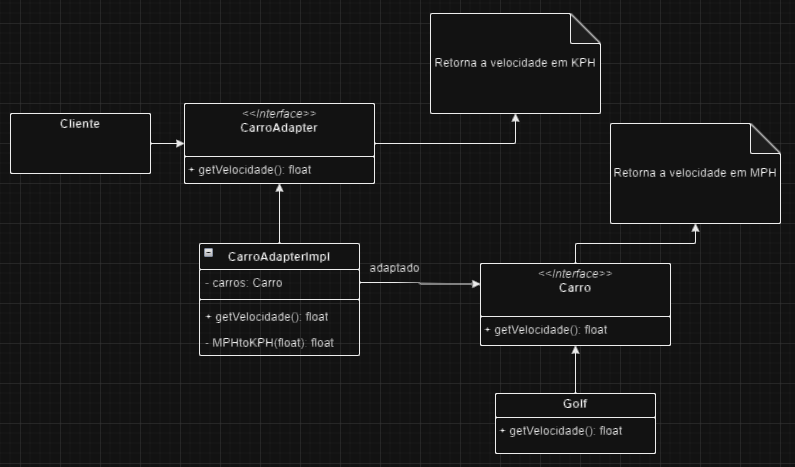 Retorna a velocidade em KPH
Cliente
<<Interface>>
CarroAdapter
+ getVelocidade(): float
Retorna a velocidade em MPH
CarroAdapterImpl
- carros: Carro
+ getVelocidade(): float
- MPHtoKPH(float): float
adaptado
<<Interface>>
Carro
+ getVelocidade(): float
Golf
+ getVelocidade(): float